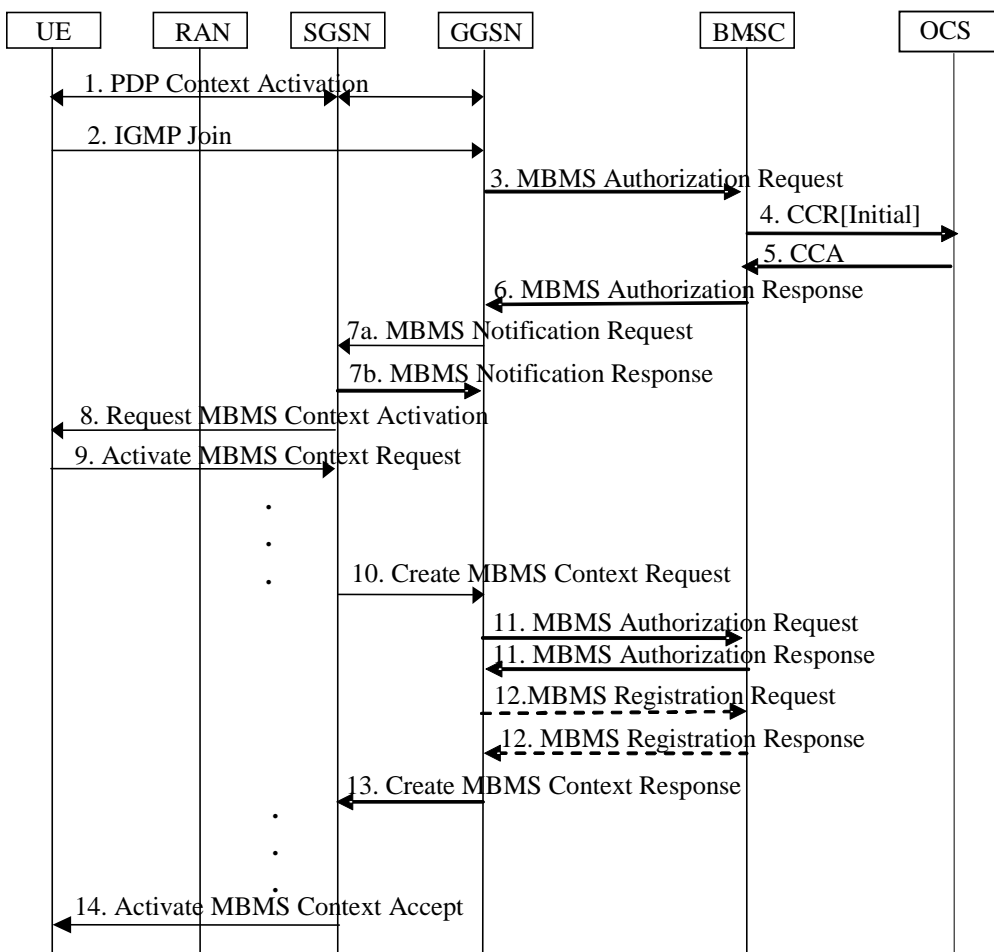 UE RAN SGSN GGSN BM-SC OCS
1. PDP Context Activation
2. IGMP Join
3. MBMS Authorization Request
4. CCR[Initial]
5. CCA
6. MBMS Authorization Response
7a. MBMS Notification Request
7b. MBMS Notification Response
8. Request MBMS Context Activation
9. Activate MBMS Context Request
10. Create MBMS Context Request
11. MBMS Authorization Request
11. MBMS Authorization Response
12.MBMS Registration Request
12. MBMS Registration Response
13. Create MBMS Context Response
14. Activate MBMS Context Accept